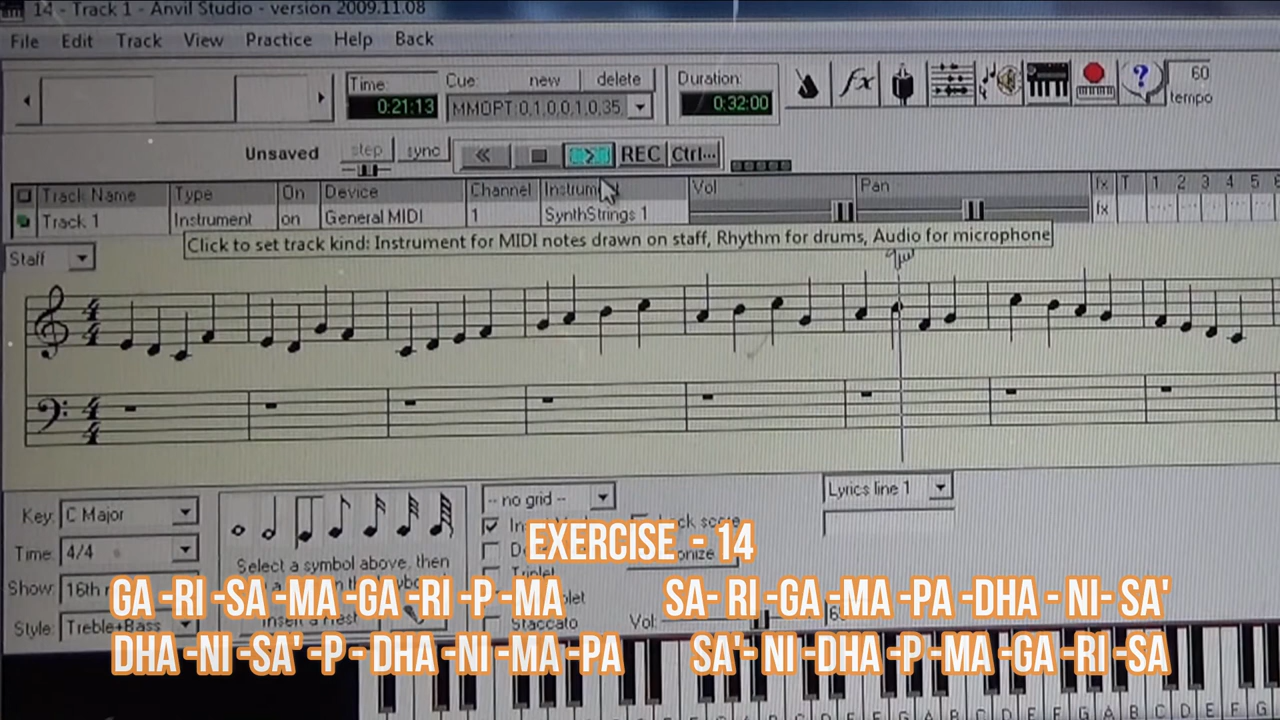 14 - Track 1 - Anvil Studio - version 2009.11.08
File Edit Track View Practice Help Back
Time: Cue: new delete Duration: 60
0:21:13 MMOPT:0,1,0,0,1,0,35 0:32:00 tempo
Unsaved step sync REC Ctrl...
Track Name Type On Device Channel Instrum Vol Pan fx T 1 2 3 4 5
Track 1 Instrument on General MIDI 1 SynthStrings 1 fx
Click to set track kind: Instrument for MIDI notes drawn on staff, Rhythm for drums, Audio for microphone
Staff
4 4
4 4
-- no grid -- Lyrics line 1
Key: C Major
EXERCISE - 14
Time: 4/4
Select a symbol above, then
Show: 16th
GA -RI -SA -MA -GA -RI -P -MA SA- RI -GA -MA -PA -DHA - NI- SA'
Style: Treble+Bass Staccato Vol:
DHA -NI -SA' -P - DHA -NI -MA -PA SA'- NI -DHA -P -MA -GA -RI -SA